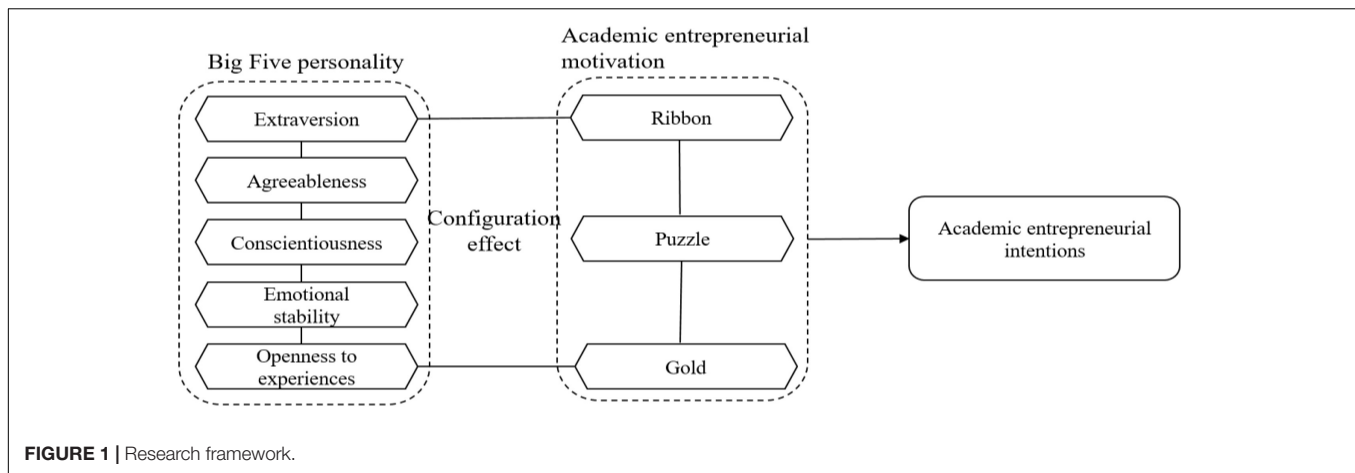 Big Five personality
Extraversion
Agreeableness
Conscientiousness
Emotional
stability
Openness to
experiences
Configuration
effect
Academic entrepreneurial
motivation
Ribbon
Puzzle
Gold
Academic entrepreneurial
intentions
FIGURE 1 | Research framework.